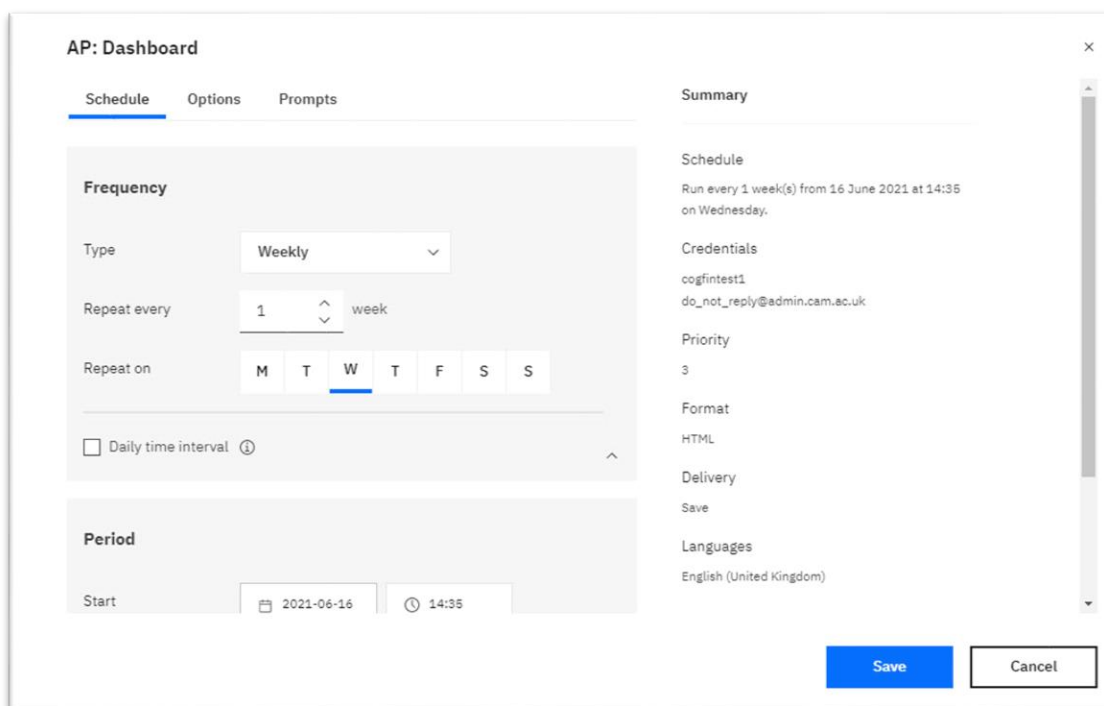 AP: Dashboard
Schedule Options Prompts
Frequency
Type Weekly
Repeat every 1 week
Repeat on M T W T F S S
Daily time interval
Period
Start 2021-06-16 14:35
Summary
Schedule
Run every 1 week(s) from 16 June 2021 at 14:35
on Wednesday.
Credentials
cogfintest1
do_not_reply@admin.cam.ac.uk
Priority
3
Format
HTML
Delivery
Save
Languages
English (United Kingdom)
Save Cancel